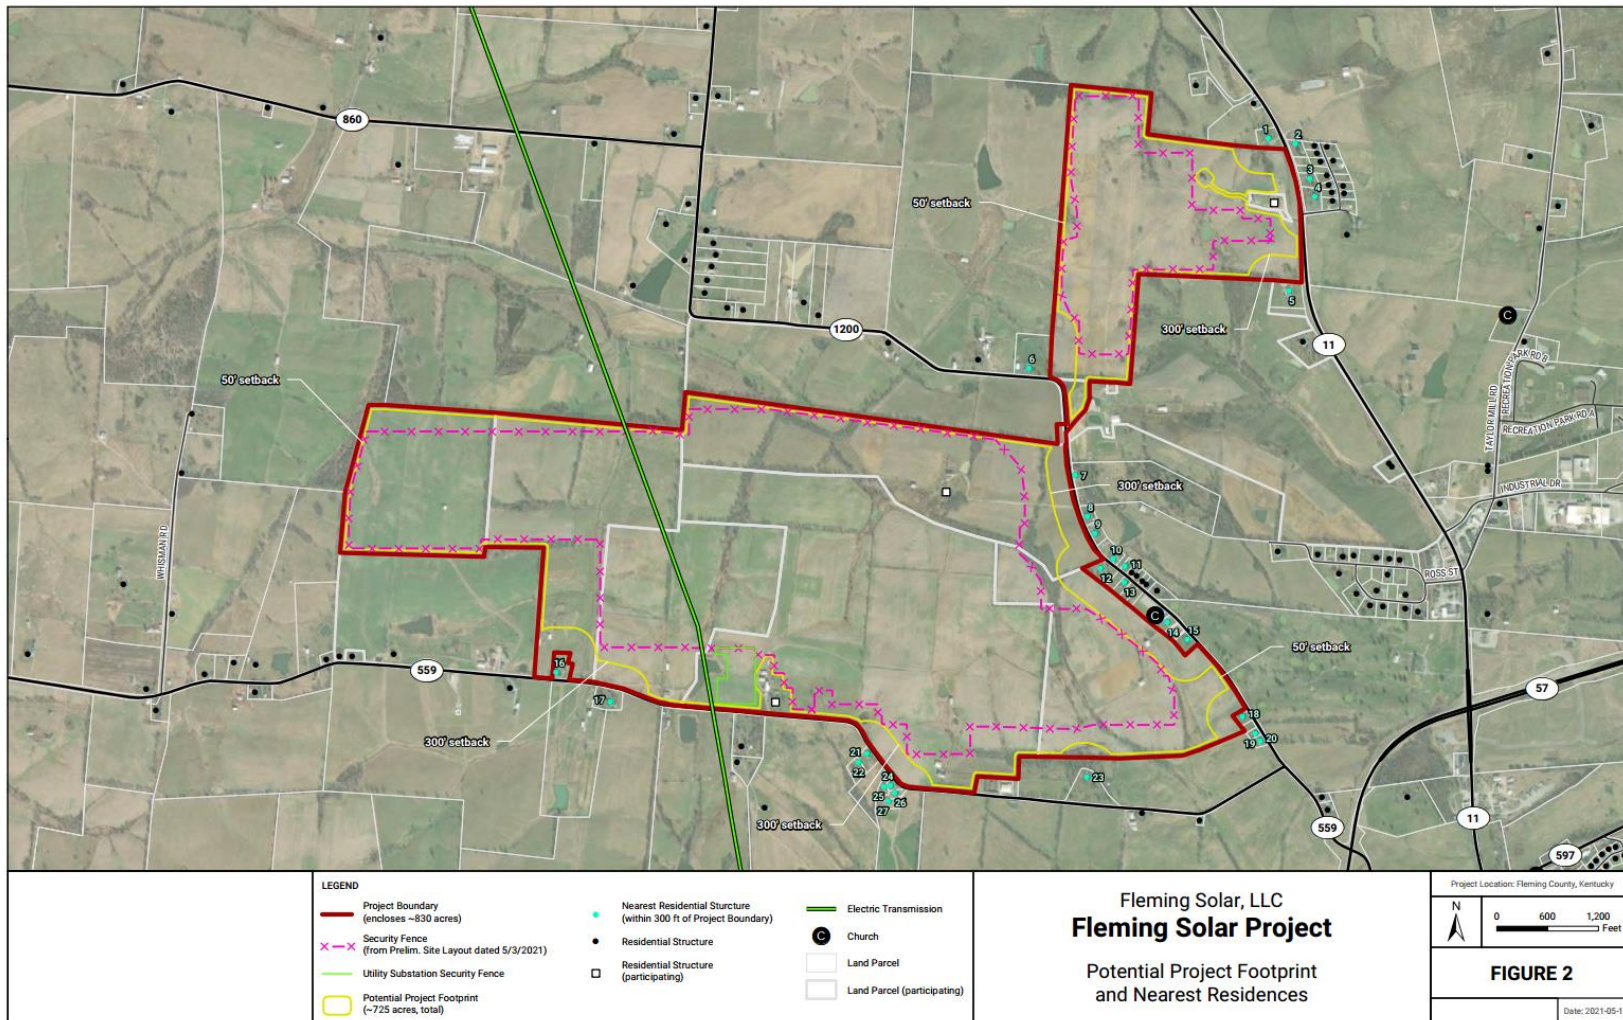 860
1
2
3
4
50' setback
C
5
300' setback
11
1200
6
RECREATION PARK RD B
TAYLOR MILL RD
RECREATION PARK RD A
50' setback
7
300' setback
INDUSTRIAL DR
8
9
10
11
12
13
ROSS ST
WHISMAN RD
C
14
15
50' setback
16
559
17
300' setback
57
18
19
20
21
22
23
24
25
26
27
300' setback
559
11
597
LEGEND
Project Boundary
(encloses ~830 acres)
Security Fence
(from Prelim. Site Layout dated 5/3/2021)
Utility Substation Security Fence
Potential Project Footprint
(~725 acres, total)
Nearest Residential Sturcture
(within 300 ft of Project Boundary)
Residential Structure
Residential Structure
(participating)
Electric Transmission
C
Church
Land Parcel
Land Parcel (participating)
Fleming Solar, LLC
Fleming Solar Project
Potential Project Footprint
and Nearest Residences
Project Location: Fleming County, Kentucky
N
0 600 1,200
Feet
FIGURE 2
Date: 2021-05-1